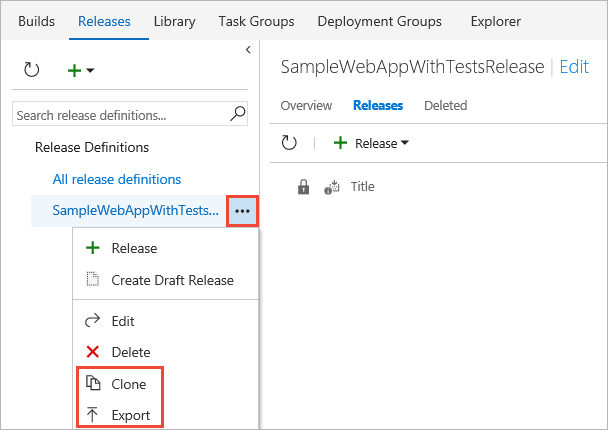 Builds Releases Library Task Groups Deployment Groups Explorer
SampleWebAppWithTestsRelease | Edit
Search release definitions...
Overview Releases Deleted
Release Definitions
Release
All release definitions
Title
SampleWebAppWithTests... ...
Release
Create Draft Release
Edit
Delete
Clone
Export